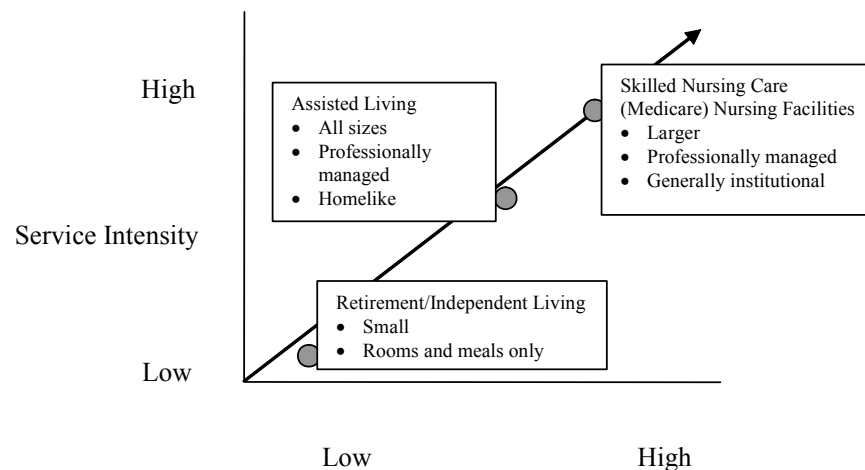 High
Assisted Living
• All sizes
• Professionally
managed
• Homelike
Skilled Nursing Care
(Medicare) Nursing Facilities
• Larger
• Professionally managed
• Generally institutional
Service Intensity
Retirement/Independent Living
• Small
• Rooms and meals only
Low
Low
High